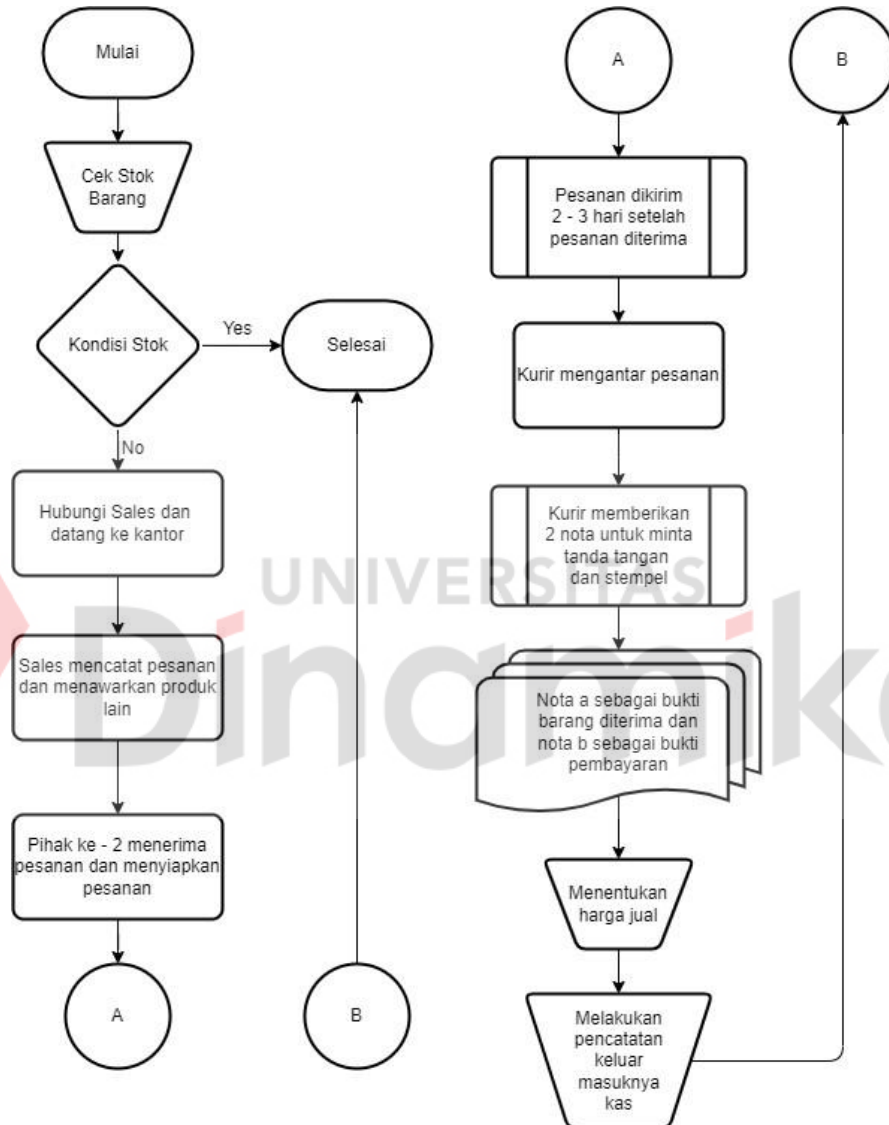 Mulai
Cek Stok
Barang
Kondisi Stok
Yes
Selesai
No
Hubungi Sales dan
datang ke kantor
Sales mencatat pesanan
dan menawarkan produk
lain
Pihak ke - 2 menerima
pesanan dan menyiapkan
pesanan
A
B
A
Pesanan dikirim
2 - 3 hari setelah
pesanan diterima
Kurir mengantar pesanan
Kurir memberikan
2 nota untuk minta
tanda tangan
dan stempel
Nota a sebagai bukti
barang diterima dan
nota b sebagai bukti
pembayaran
Menentukan
harga jual
Melakukan
pencatatan
keluar
masuknya
kas
B
UNIVERSITAS
Dinamika